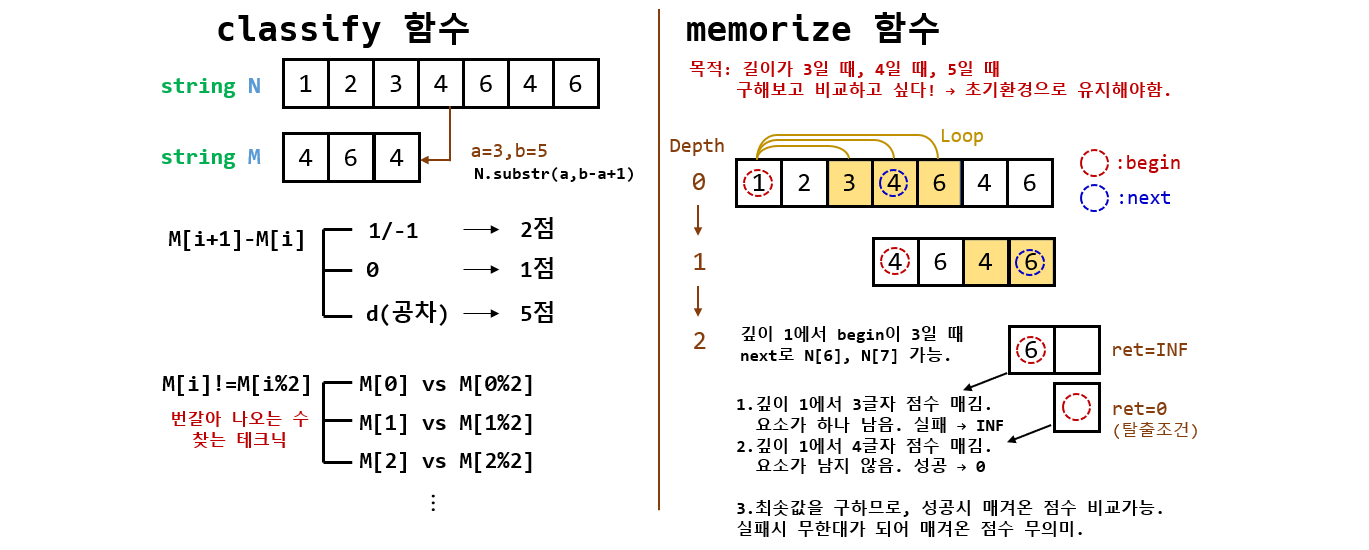 classify 함수
string N
1 2 3 4 6 4 6
string M
4 6 4
a=3,b=5
N.substr(a,b-a+1)
M[i+1]-M[i]
1/-1 → 2점
0 → 1점
d(공차) → 5점
M[i]!=M[i%2]
번갈아 나오는 수
찾는 테크닉
M[0] vs M[0%2]
M[1] vs M[1%2]
M[2] vs M[2%2]
⋮
memorize 함수
목적: 길이가 3일 때, 4일 때, 5일 때
구해보고 비교하고 싶다! → 초기환경으로 유지해야함.
Depth
Loop
0
1 2 3 4 6 4 6
:begin
:next
1
4 6 4 6
2
깊이 1에서 begin이 3일 때
next로 N[6], N[7] 가능.
6
ret=INF
1.깊이 1에서 3글자 점수 매김.
요소가 하나 남음. 실패 → INF
ret=0
(탈출조건)
2.깊이 1에서 4글자 점수 매김.
요소가 남지 않음. 성공 → 0
3.최솟값을 구하므로, 성공시 매겨온 점수 비교가능.
실패시 무한대가 되어 매겨온 점수 무의미.